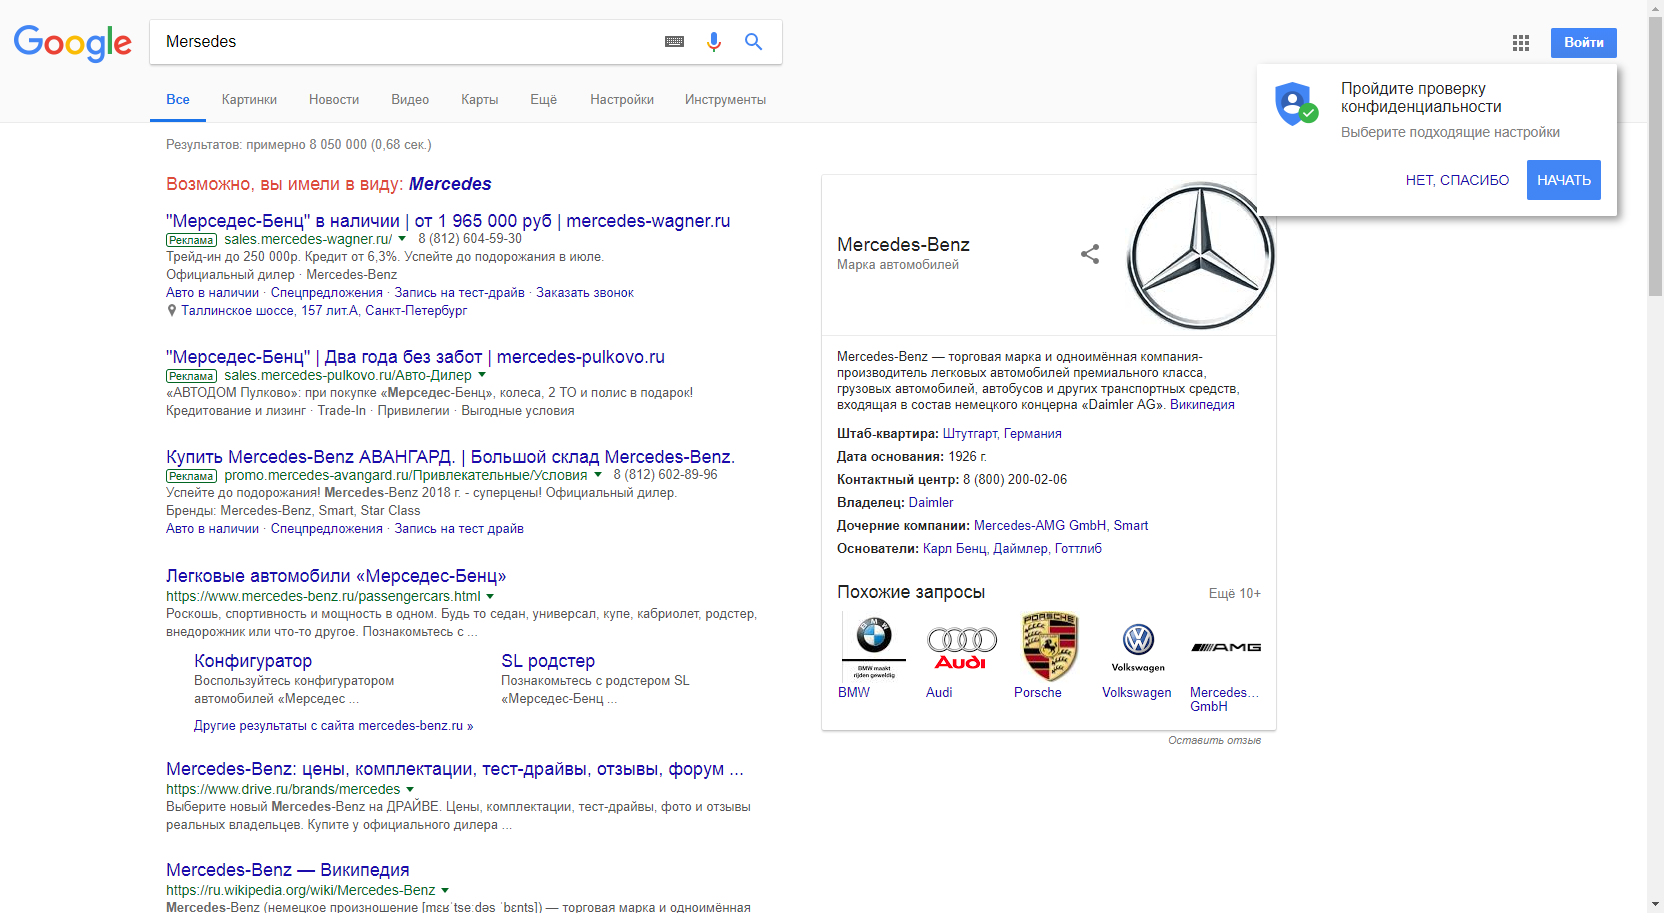 Google
Mersedes
Войти
Все Картинки Новости Видео Карты Ещё Настройки Инструменты
Пройдите проверку
конфиденциальности
Выберите подходящие настройки
НЕТ, СПАСИБО НАЧАТЬ
Результатов: примерно 8 050 000 (0,68 сек.)
Возможно, вы имели в виду: Mercedes
"Мерседес-Бенц" в наличии | от 1 965 000 руб | mercedes-wagner.ru
Реклама sales.mercedes-wagner.ru/ 8 (812) 604-59-30
Трейд-ин до 250 000р. Кредит от 6,3%. Успейте до подорожания в июле.
Официальный дилер · Mercedes-Benz
Авто в наличии · Спецпредложения · Запись на тест-драйв · Заказать звонок
Таллинское шоссе, 157 лит.А, Санкт-Петербург
"Мерседес-Бенц" | Два года без забот | mercedes-pulkovo.ru
Реклама sales.mercedes-pulkovo.ru/Авто-Дилер
«АВТОДОМ Пулково»: при покупке «Мерседес-Бенц», колеса, 2 ТО и полис в подарок!
Кредитование и лизинг · Trade-In · Привилегии · Выгодные условия
Купить Mercedes-Benz АВАНГАРД. | Большой склад Mercedes-Benz.
Реклама promo.mercedes-avangard.ru/Привлекательные/Условия 8 (812) 602-89-96
Успейте до подорожания! Mercedes-Benz 2018 г. - суперцены! Официальный дилер.
Бренды: Mercedes-Benz, Smart, Star Class
Авто в наличии · Спецпредложения · Запись на тест драйв
Легковые автомобили «Мерседес-Бенц»
https://www.mercedes-benz.ru/passengercars.html
Роскошь, спортивность и мощность в одном. Будь то седан, универсал, купе, кабриолет, родстер,
внедорожник или что-то другое. Познакомьтесь с ...
Конфигуратор
Воспользуйтесь конфигуратором
автомобилей «Мерседес ...
SL родстер
Познакомьтесь с родстером SL
«Мерседес-Бенц ...
Другие результаты с сайта mercedes-benz.ru »
Mercedes-Benz: цены, комплектации, тест-драйвы, отзывы, форум ...
https://www.drive.ru/brands/mercedes
Выберите новый Mercedes-Benz на ДРАЙВЕ. Цены, комплектации, тест-драйвы, фото и отзывы
реальных владельцев. Купите у официального дилера ...
Mercedes-Benz — Википедия
https://ru.wikipedia.org/wiki/Mercedes-Benz
Mercedes-Benz (немецкое произношение [mɛʁˈtseːdəs ˈbɛnts]) — торговая марка и одноимённая
Mercedes-Benz
Марка автомобилей
Mercedes-Benz — торговая марка и одноимённая компания-
производитель легковых автомобилей премиального класса,
грузовых автомобилей, автобусов и других транспортных средств,
входящая в состав немецкого концерна «Daimler AG». Википедия
Штаб-квартира: Штутгарт, Германия
Дата основания: 1926 г.
Контактный центр: 8 (800) 200-02-06
Владелец: Daimler
Дочерние компании: Mercedes-AMG GmbH, Smart
Основатели: Карл Бенц, Даймлер, Готтлиб
Похожие запросы Ещё 10+
BMW
BMW maakt
rijden geweldig
Audi
PORSCHE
Volkswagen
AMG
BMW Audi Porsche Volkswagen Mercedes...
GmbH
Оставить отзыв